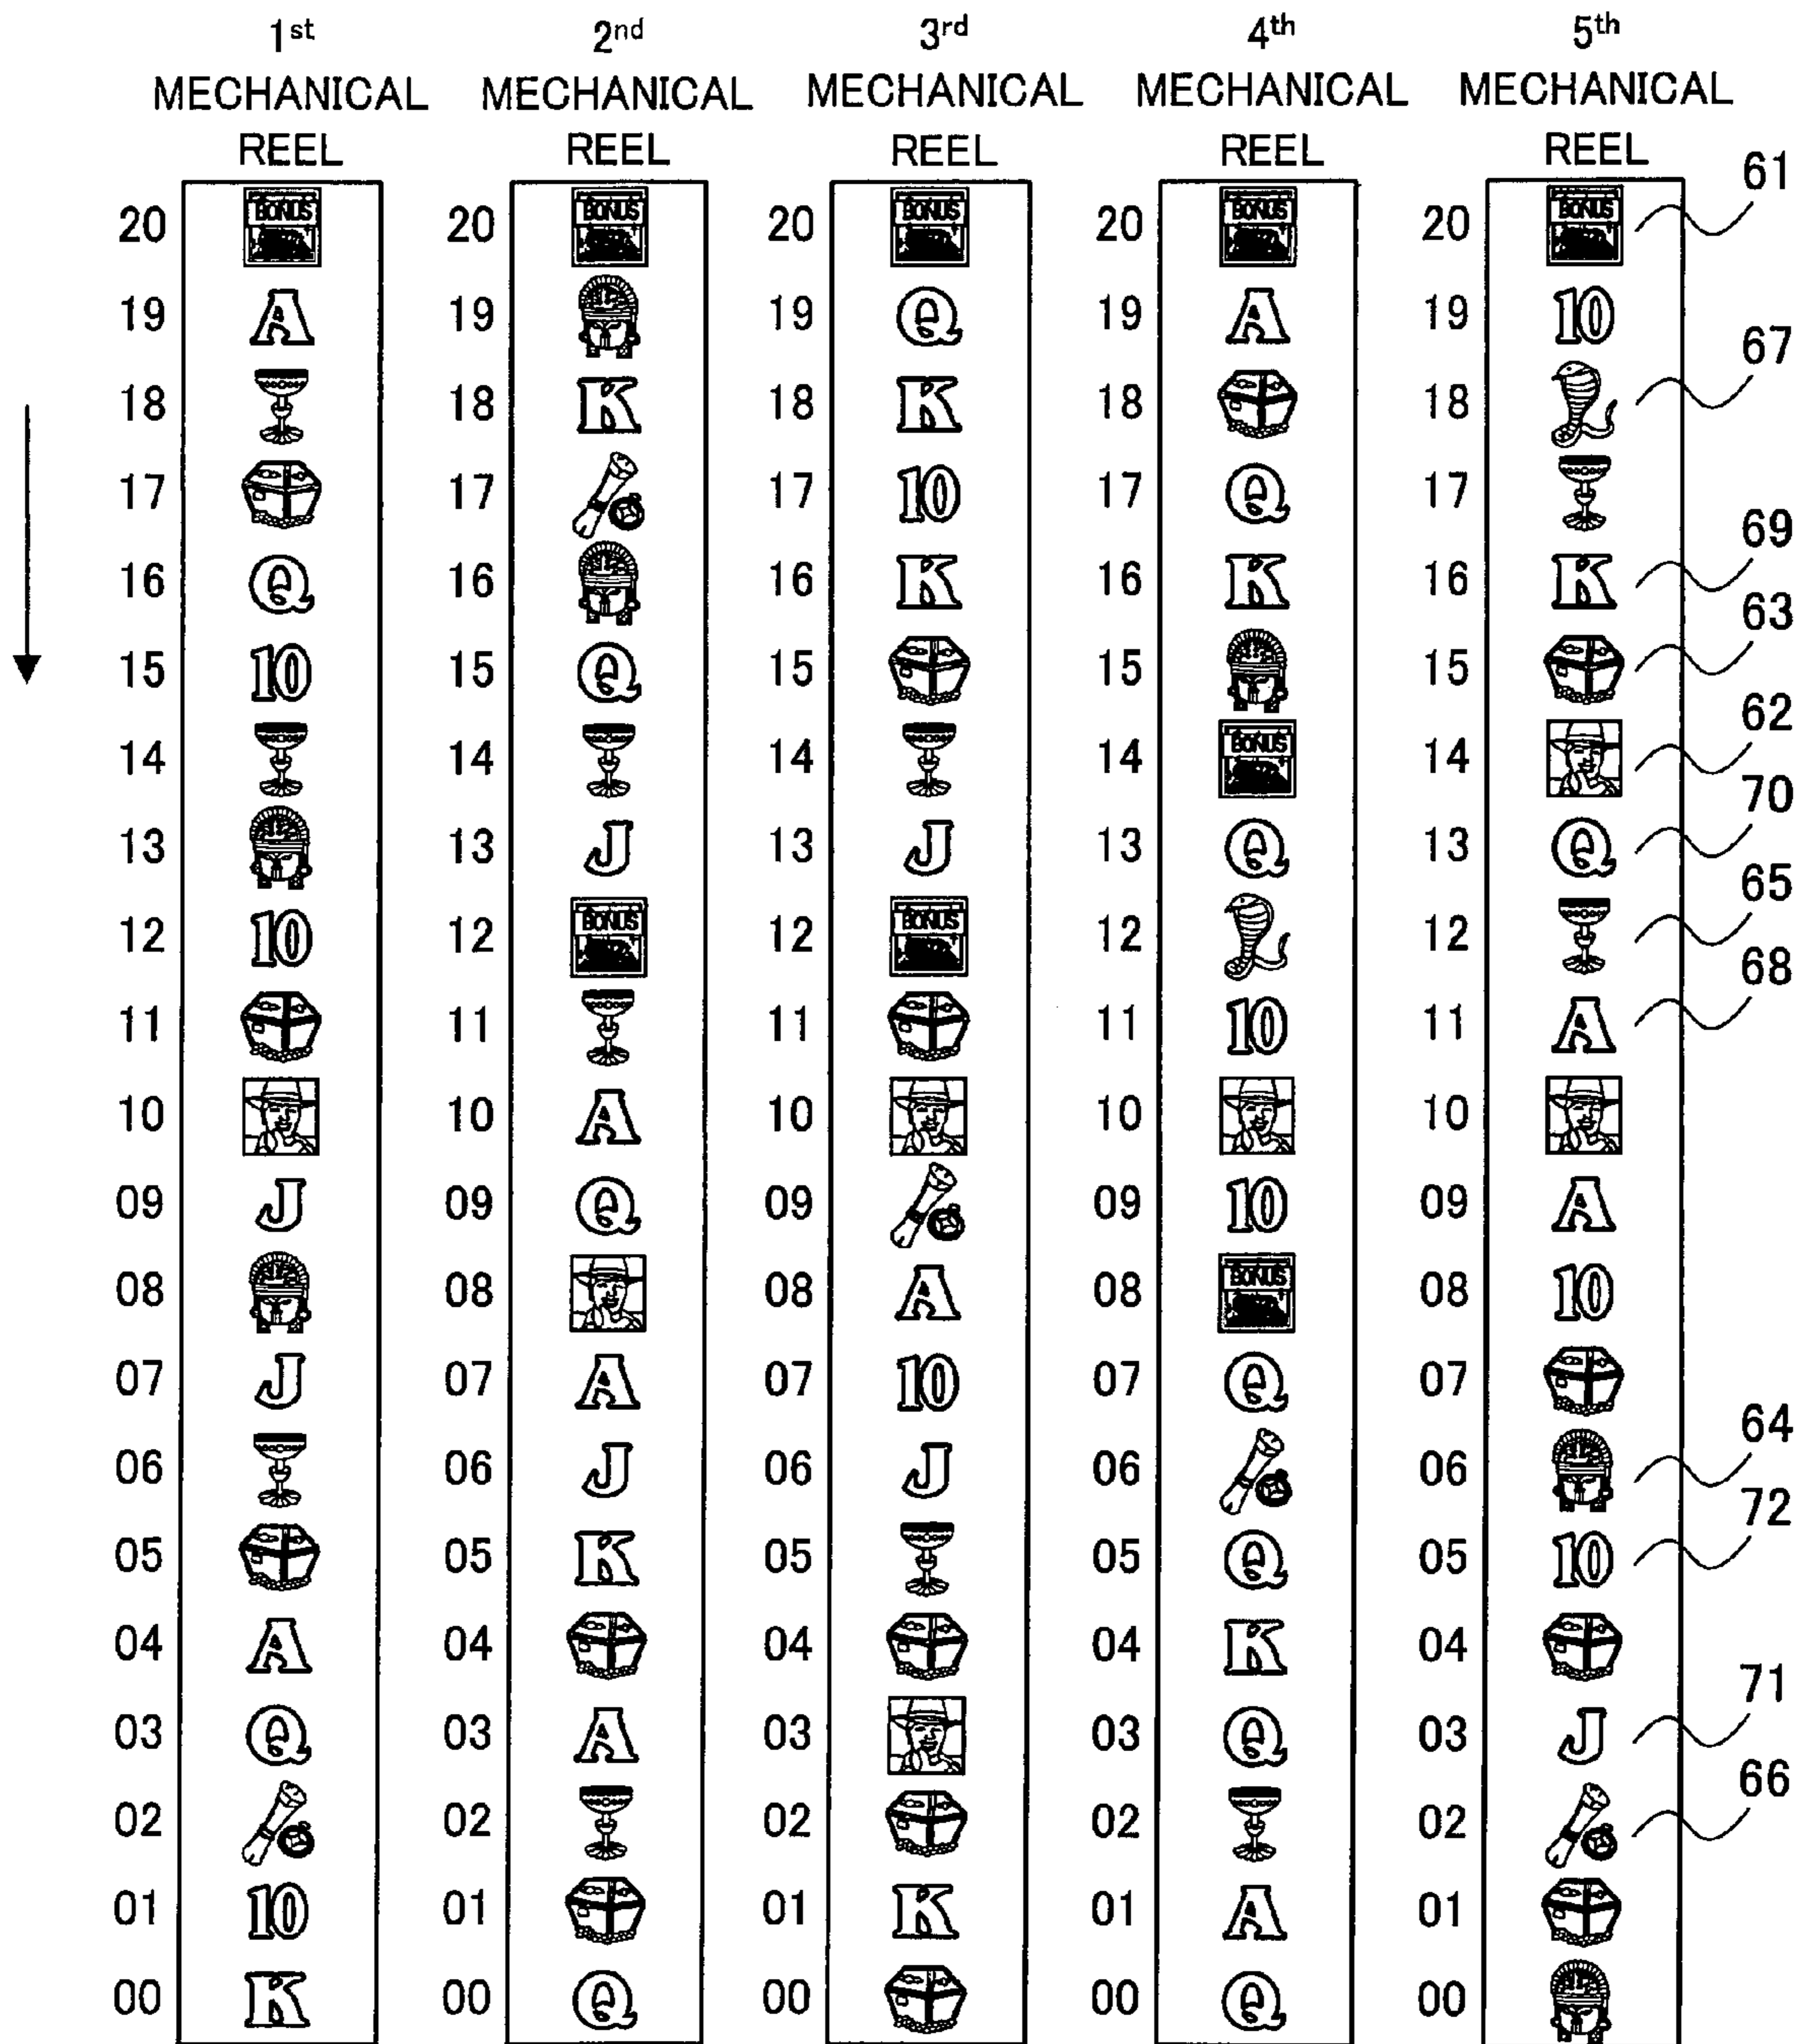 1st 2nd 3rd 4th 5th
MECHANICAL MECHANICAL MECHANICAL MECHANICAL MECHANICAL
REEL REEL REEL REEL REEL
61
20 BONUS 20 BONUS 20 BONUS 20 BONUS 20 BONUS
19 A 19 19 Q 19 A 19 10
67
18 18 K 18 K 18 18
17 17 17 10 17 Q 17
69
16 Q 16 16 K 16 K 16 K
63
15 10 15 Q 15 15 15
62
14 14 14 14 BONUS 14
70
13 13 J 13 J 13 Q 13 Q
65
12 10 12 BONUS 12 BONUS 12 12
68
11 11 11 11 10 11 A
10 10 A 10 10 10
09 J 09 Q 09 09 10 09 A
08 08 08 A 08 BONUS 08 10
07 J 07 A 07 10 07 Q 07
64
06 06 J 06 J 06 06
72
05 05 K 05 05 Q 05 10
04 A 04 04 04 K 04
71
03 Q 03 A 03 03 Q 03 J
66
02 02 02 02 02
01 10 01 01 K 01 A 01
00 K 00 Q 00 00 Q 00